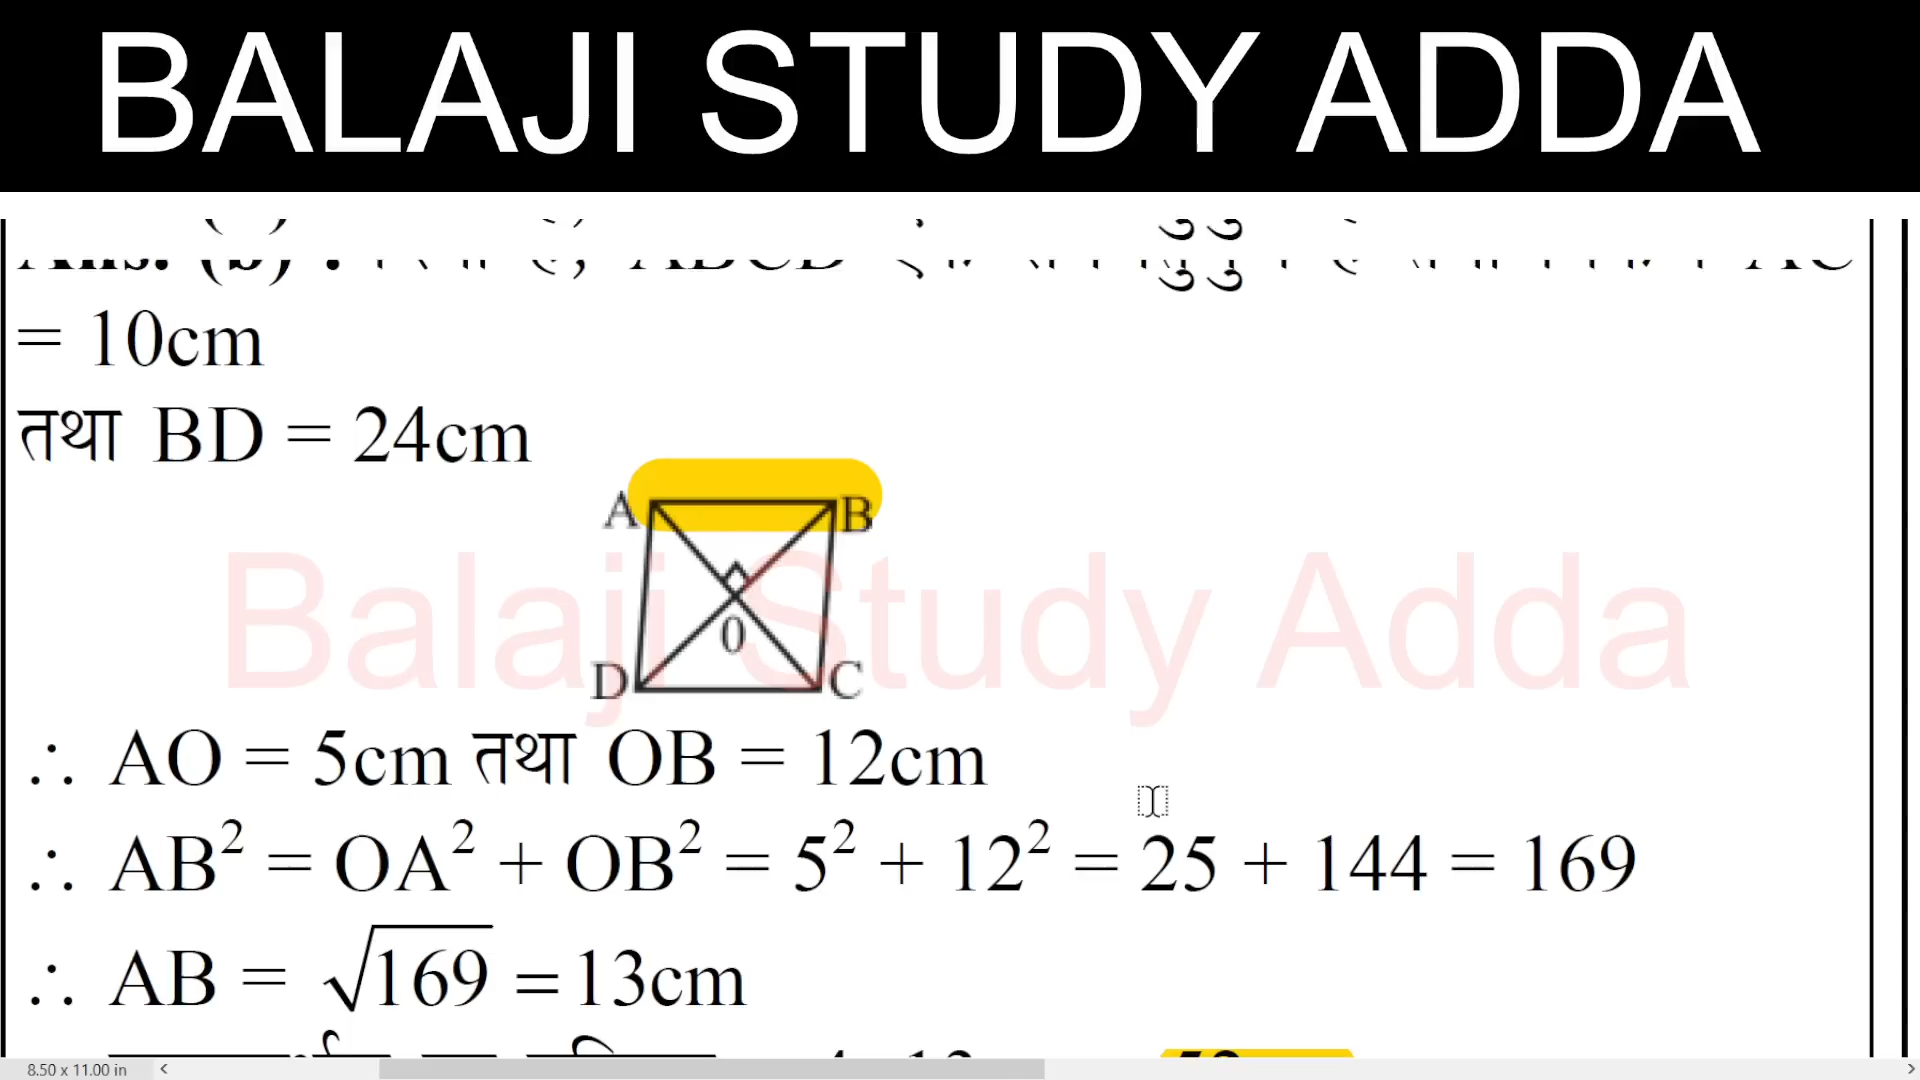 BALAJI STUDY ADDA
= 10cm
तथा BD = 24cm
A B
0
D C
Balaji Study Adda
∴ AO = 5cm तथा OB = 12cm
∴ AB² = OA² + OB² = 5² + 12² = 25 + 144 = 169
∴ AB = √169 = 13cm
8.50 x 11.00 in